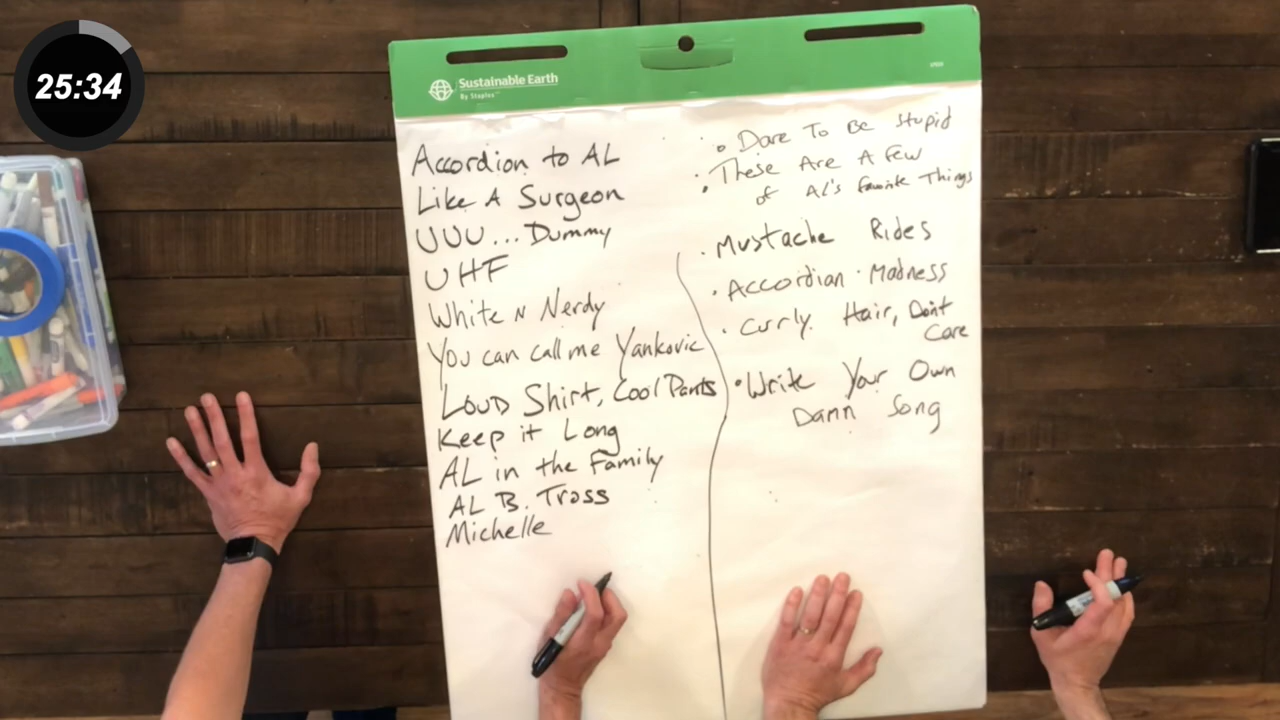 25:34
Sustainable Earth
By Staples™
Accordion to AL
Like A Surgeon
UUU...Dummy
UHF
White N Nerdy
You can call me Yankovic
Loud Shirt, Cool Pants
Keep it Long
AL in the Family
AL B. Tross
Michelle
• Dare To Be Stupid
• These Are A Few
of Al's favorite Things
• Mustache Rides
• Accordian Madness
• Curly Hair, Don't
Care
• Write Your Own
Damn Song